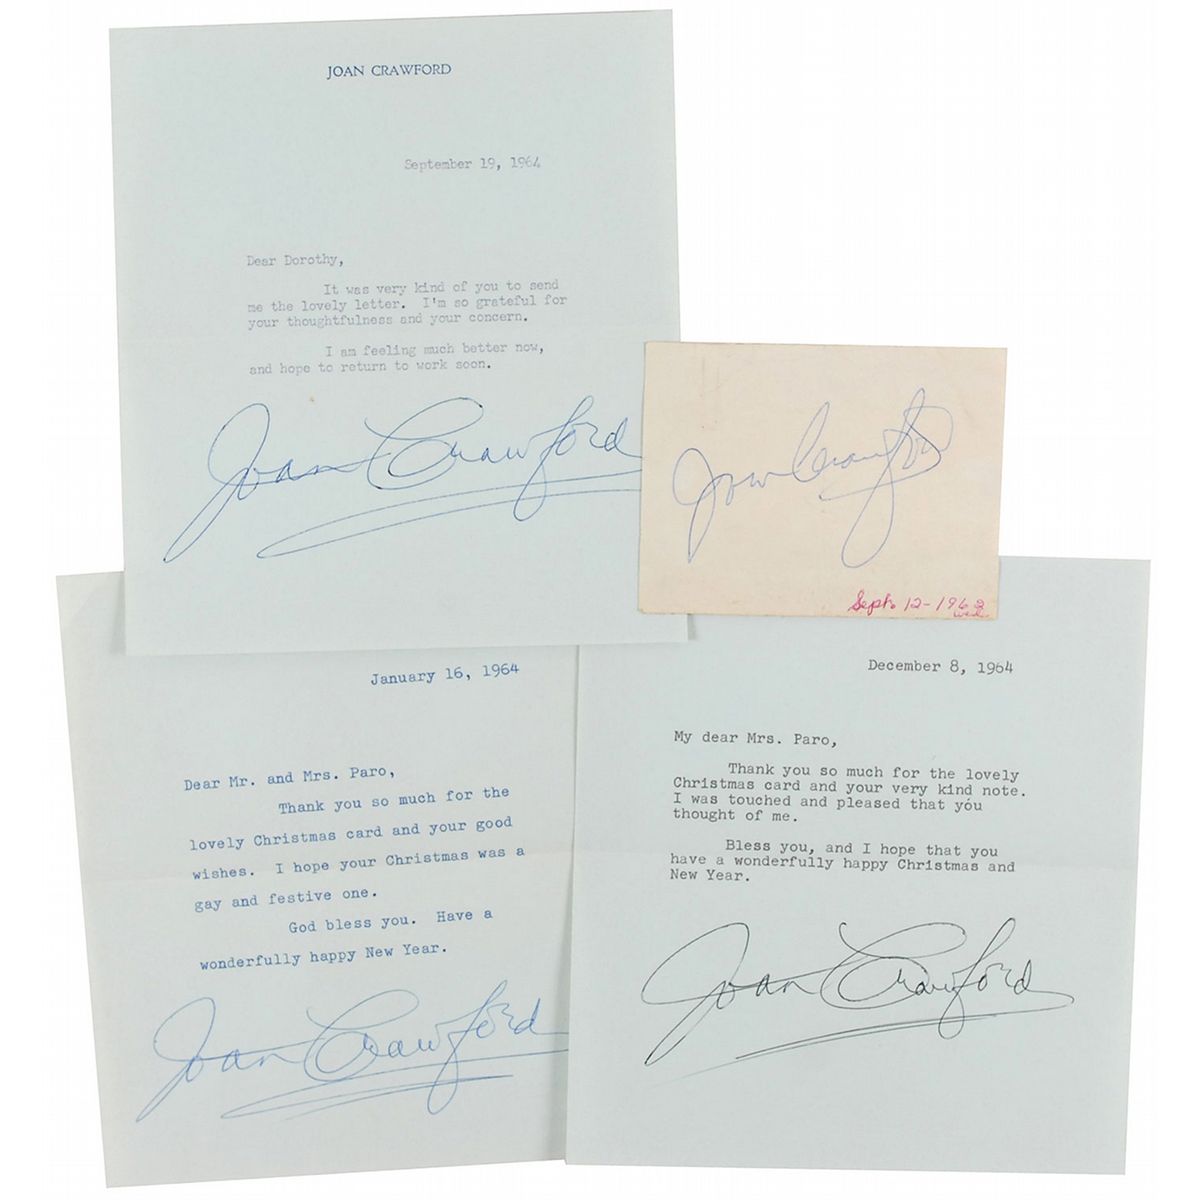 JOAN CRAWFORD
September 19, 1964
Dear Dorothy,
It was very kind of you to send
me the lovely letter. I'm so grateful for
your thoughtfulness and your concern.
I am feeling much better now,
and hope to return to work soon.
Joan Crawford
Joan Crawford
Sept. 12-1962
Wed.
January 16, 1964
Dear Mr. and Mrs. Paro,
Thank you so much for the
lovely Christmas card and your good
wishes. I hope your Christmas was a
gay and festive one.
God bless you. Have a
wonderfully happy New Year.
Joan Crawford
December 8, 1964
My dear Mrs. Paro,
Thank you so much for the lovely
Christmas card and your very kind note.
I was touched and pleased that you
thought of me.
Bless you, and I hope that you
have a wonderfully happy Christmas and
New Year.
Joan Crawford